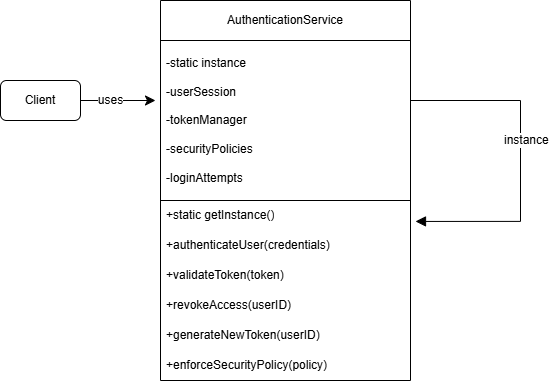 AuthenticationService
-static instance
-userSession
-tokenManager
-securityPolicies
-loginAttempts
+static getInstance()
+authenticateUser(credentials)
+validateToken(token)
+revokeAccess(userID)
+generateNewToken(userID)
+enforceSecurityPolicy(policy)
Client
uses
instance